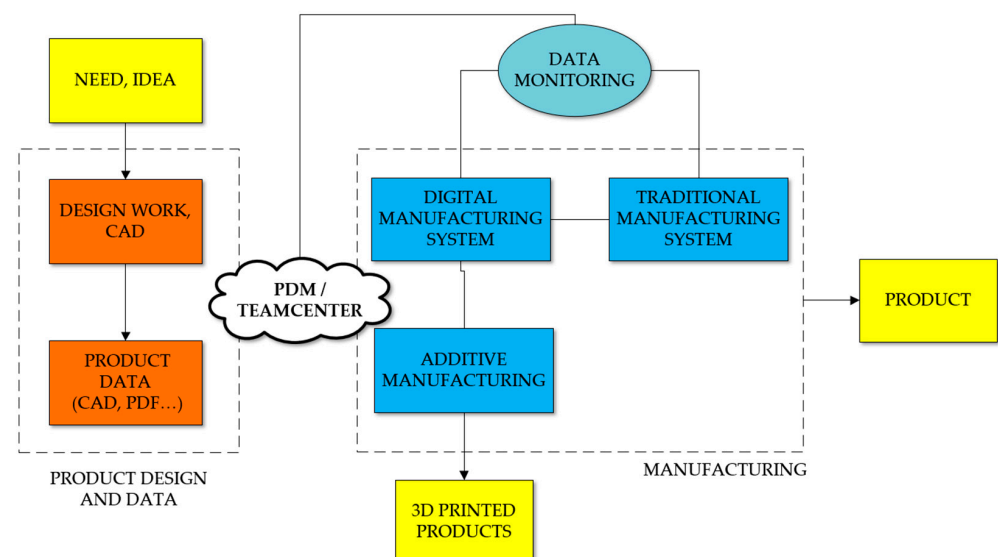 NEED, IDEA
DATA
MONITORING
DESIGN WORK,
CAD
DIGITAL
MANUFACTURING
SYSTEM
TRADITIONAL
MANUFACTURING
SYSTEM
PDM /
TEAMCENTER
PRODUCT
PRODUCT
DATA
(CAD, PDF...)
ADDITIVE
MANUFACTURING
PRODUCT DESIGN
AND DATA
MANUFACTURING
3D PRINTED
PRODUCTS